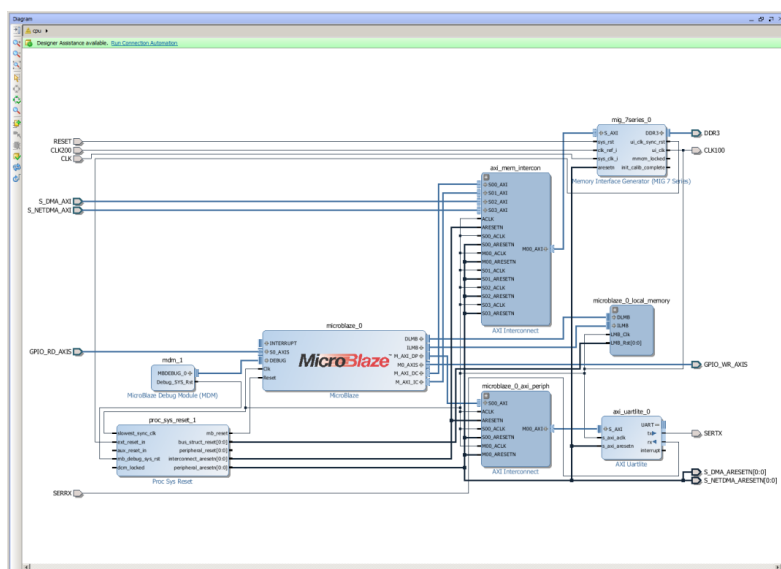 Diagram
cpu
Designer Assistance available. Run Connection Automation
mig_7series_0
S_AXI
DDR3
sys_rst
ui_clk_sync_rst
clk_ref_i
ui_clk
sys_clk_i
mmcm_locked
aresetn
init_calib_complete
Memory Interface Generator (MIG 7 Series)
DDR3
CLK100
RESET
CLK200
CLK
S_DMA_AXI
S_NETDMA_AXI
axi_mem_intercon
S00_AXI
S01_AXI
S02_AXI
S03_AXI
ACLK
ARESETN
S00_ACLK
S00_ARESETN
M00_ACLK
M00_ARESETN
S01_ACLK
S01_ARESETN
S02_ACLK
S02_ARESETN
S03_ACLK
S03_ARESETN
M00_AXI
AXI Interconnect
microblaze_0_local_memory
DLMB
ILMB
LMB_Clk
LMB_Rst[0:0]
microblaze_0
INTERRUPT
S0_AXIS
DEBUG
Clk
Reset
MicroBlaze
DLMB
ILMB
M_AXI_DP
M0_AXIS
M_AXI_DC
M_AXI_IC
MicroBlaze
GPIO_RD_AXIS
GPIO_WR_AXIS
mdm_1
MBDEBUG_0
Debug_SYS_Rst
MicroBlaze Debug Module (MDM)
microblaze_0_axi_periph
S00_AXI
ACLK
ARESETN
S00_ACLK
S00_ARESETN
M00_ACLK
M00_ARESETN
M00_AXI
AXI Interconnect
axi_uartlite_0
S_AXI
s_axi_aclk
s_axi_aresetn
UART
tx
rx
interrupt
AXI Uartlite
SERTX
proc_sys_reset_1
slowest_sync_clk
ext_reset_in
aux_reset_in
mb_debug_sys_rst
dcm_locked
mb_reset
bus_struct_reset[0:0]
peripheral_reset[0:0]
interconnect_aresetn[0:0]
peripheral_aresetn[0:0]
Proc Sys Reset
SERRX
S_DMA_ARESETN[0:0]
S_NETDMA_ARESETN[0:0]